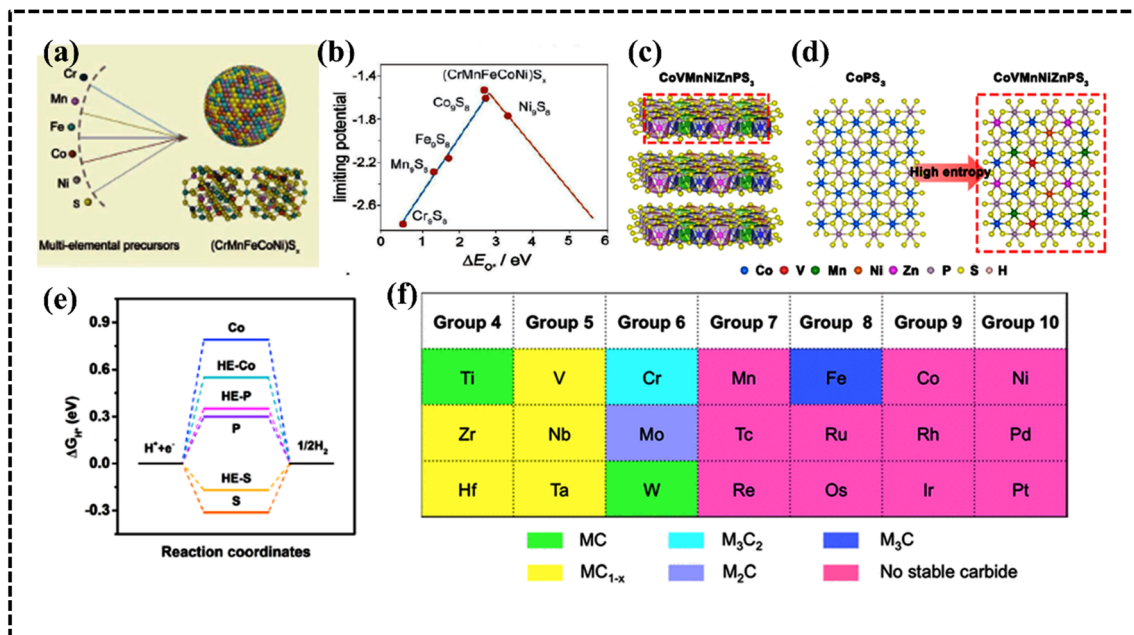 (a)
Cr
Mn
Fe
Co
Ni
S
Multi-elemental precursors
(CrMnFeCoNi)Sₓ
(b)
limiting potential
-1.4
-1.8
-2.2
-2.6
(CrMnFeCoNi)Sₓ
Co₉S₈
Ni₉S₈
Fe₉S₈
Mn₉S₈
Cr₉S₈
0 1 2 3 4 5 6
ΔE_O* / eV
(c)
CoVMnNiZnPS₃
(d)
CoPS₃
CoVMnNiZnPS₃
High entropy
Co V Mn Ni Zn P S H
(e)
ΔG_H* (eV)
0.9
0.6
0.3
0.0
-0.3
Co
HE-Co
HE-P
P
H⁺+e⁻
1/2H₂
HE-S
S
Reaction coordinates
(f)
Group 4 Group 5 Group 6 Group 7 Group 8 Group 9 Group 10
Ti V Cr Mn Fe Co Ni
Zr Nb Mo Tc Ru Rh Pd
Hf Ta W Re Os Ir Pt
MC M₃C₂ M₃C
MC₁₋ₓ M₂C No stable carbide